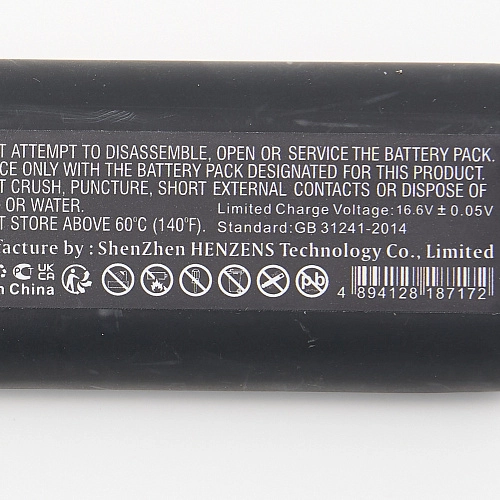 T ATTEMPT TO DISASSEMBLE, OPEN OR SERVICE THE BATTERY PACK.
CE ONLY WITH THE BATTERY PACK DESIGNATED FOR THIS PRODUCT.
T CRUSH, PUNCTURE, SHORT EXTERNAL CONTACTS OR DISPOSE OF
OR WATER. Limited Charge Voltage: 16.6V ± 0.05V
T STORE ABOVE 60°C (140°F). Standard: GB 31241-2014
facture by : ShenZhen HENZENS Technology Co., Limited
UK CA
n China Pb 4 894128 187172